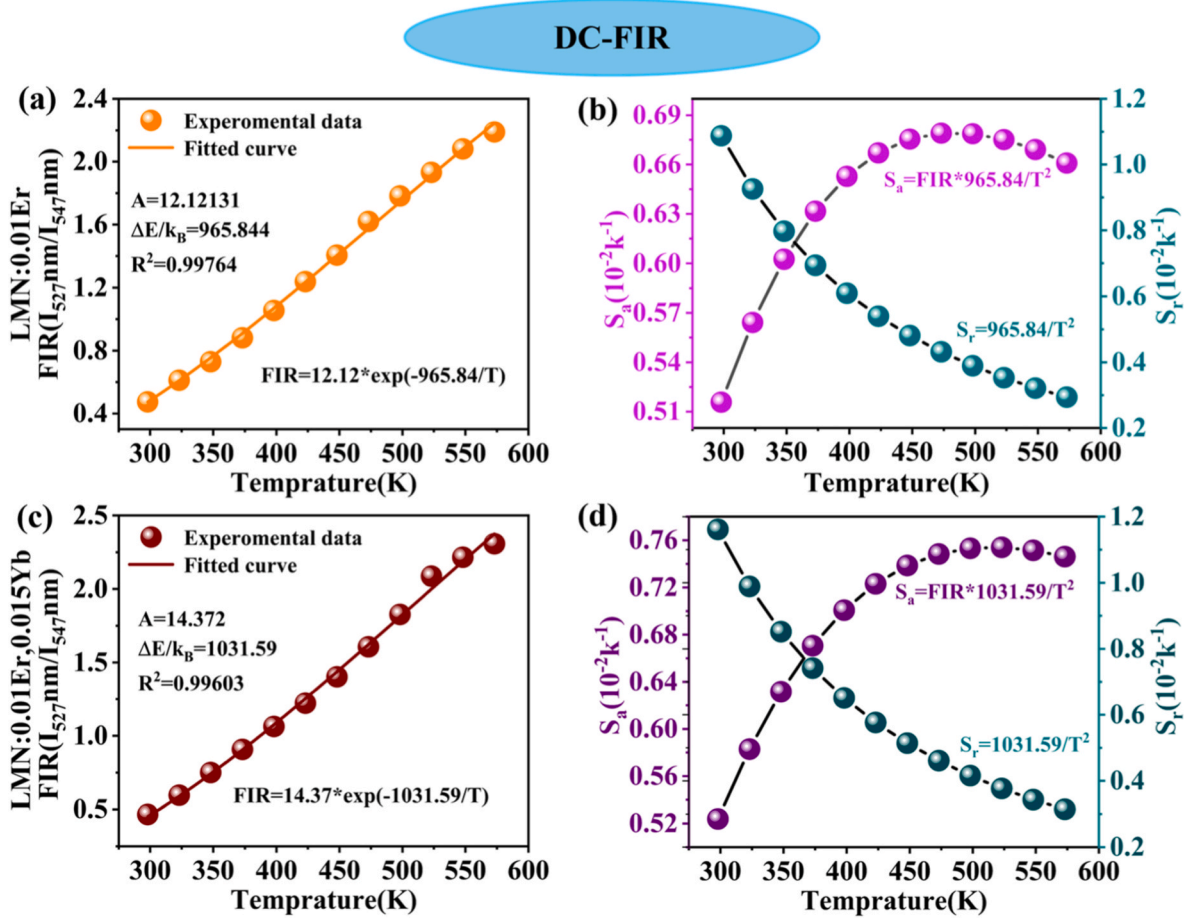 DC-FIR
(a)
LMN:0.01Er
FIR(I₅₂₇nm/I₅₄₇nm)
2.4
2.0
1.6
1.2
0.8
0.4
Experomental data
Fitted curve
A=12.12131
ΔE/k_B=965.844
R²=0.99764
FIR=12.12*exp(-965.84/T)
300 350 400 450 500 550 600
Temprature(K)
(b)
Sₐ(10⁻²k⁻¹)
0.69
0.66
0.63
0.60
0.57
0.54
0.51
Sₐ=FIR*965.84/T²
Sᵣ=965.84/T²
1.2
1.0
0.8
0.6
0.4
0.2
Sᵣ(10⁻²k⁻¹)
300 350 400 450 500 550 600
Temprature(K)
(c)
LMN:0.01Er,0.015Yb
FIR(I₅₂₇nm/I₅₄₇nm)
2.5
2.0
1.5
1.0
0.5
Experomental data
Fitted curve
A=14.372
ΔE/k_B=1031.59
R²=0.99603
FIR=14.37*exp(-1031.59/T)
300 350 400 450 500 550 600
Temprature(K)
(d)
Sₐ(10⁻²k⁻¹)
0.76
0.72
0.68
0.64
0.60
0.56
0.52
Sₐ=FIR*1031.59/T²
Sᵣ=1031.59/T²
1.2
1.0
0.8
0.6
0.4
0.2
Sᵣ(10⁻²k⁻¹)
300 350 400 450 500 550 600
Temprature(K)